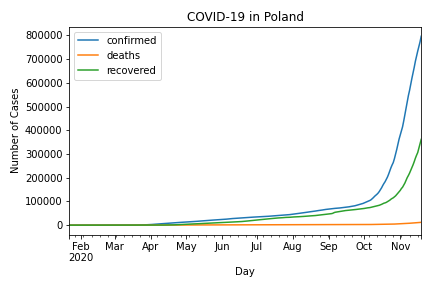 COVID-19 in Poland
confirmed
deaths
recovered
Number of Cases
800000
700000
600000
500000
400000
300000
200000
100000
0
Feb Mar Apr May Jun Jul Aug Sep Oct Nov
2020
Day